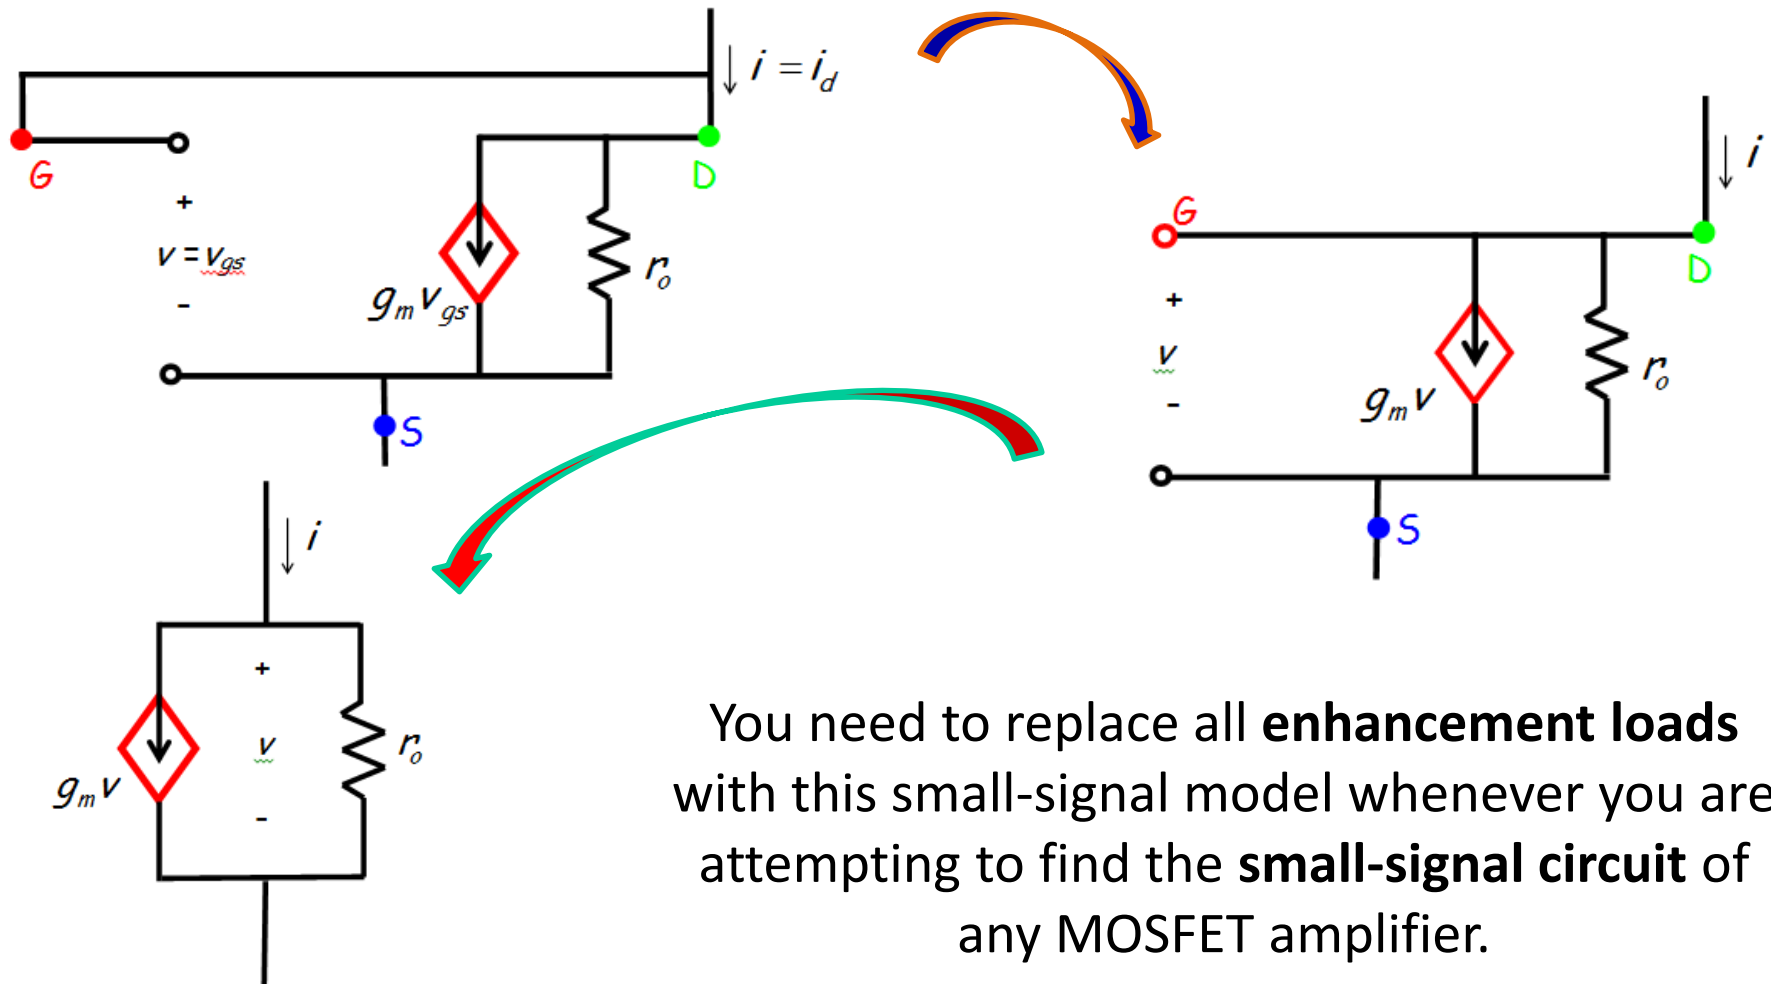 i = i_d
G
+
v = v_gs
-
g_m v_gs
r_o
D
S
i
G
+
v
-
g_m v
r_o
D
S
i
+
v
-
g_m v
r_o
You need to replace all enhancement loads
with this small-signal model whenever you are
attempting to find the small-signal circuit of
any MOSFET amplifier.